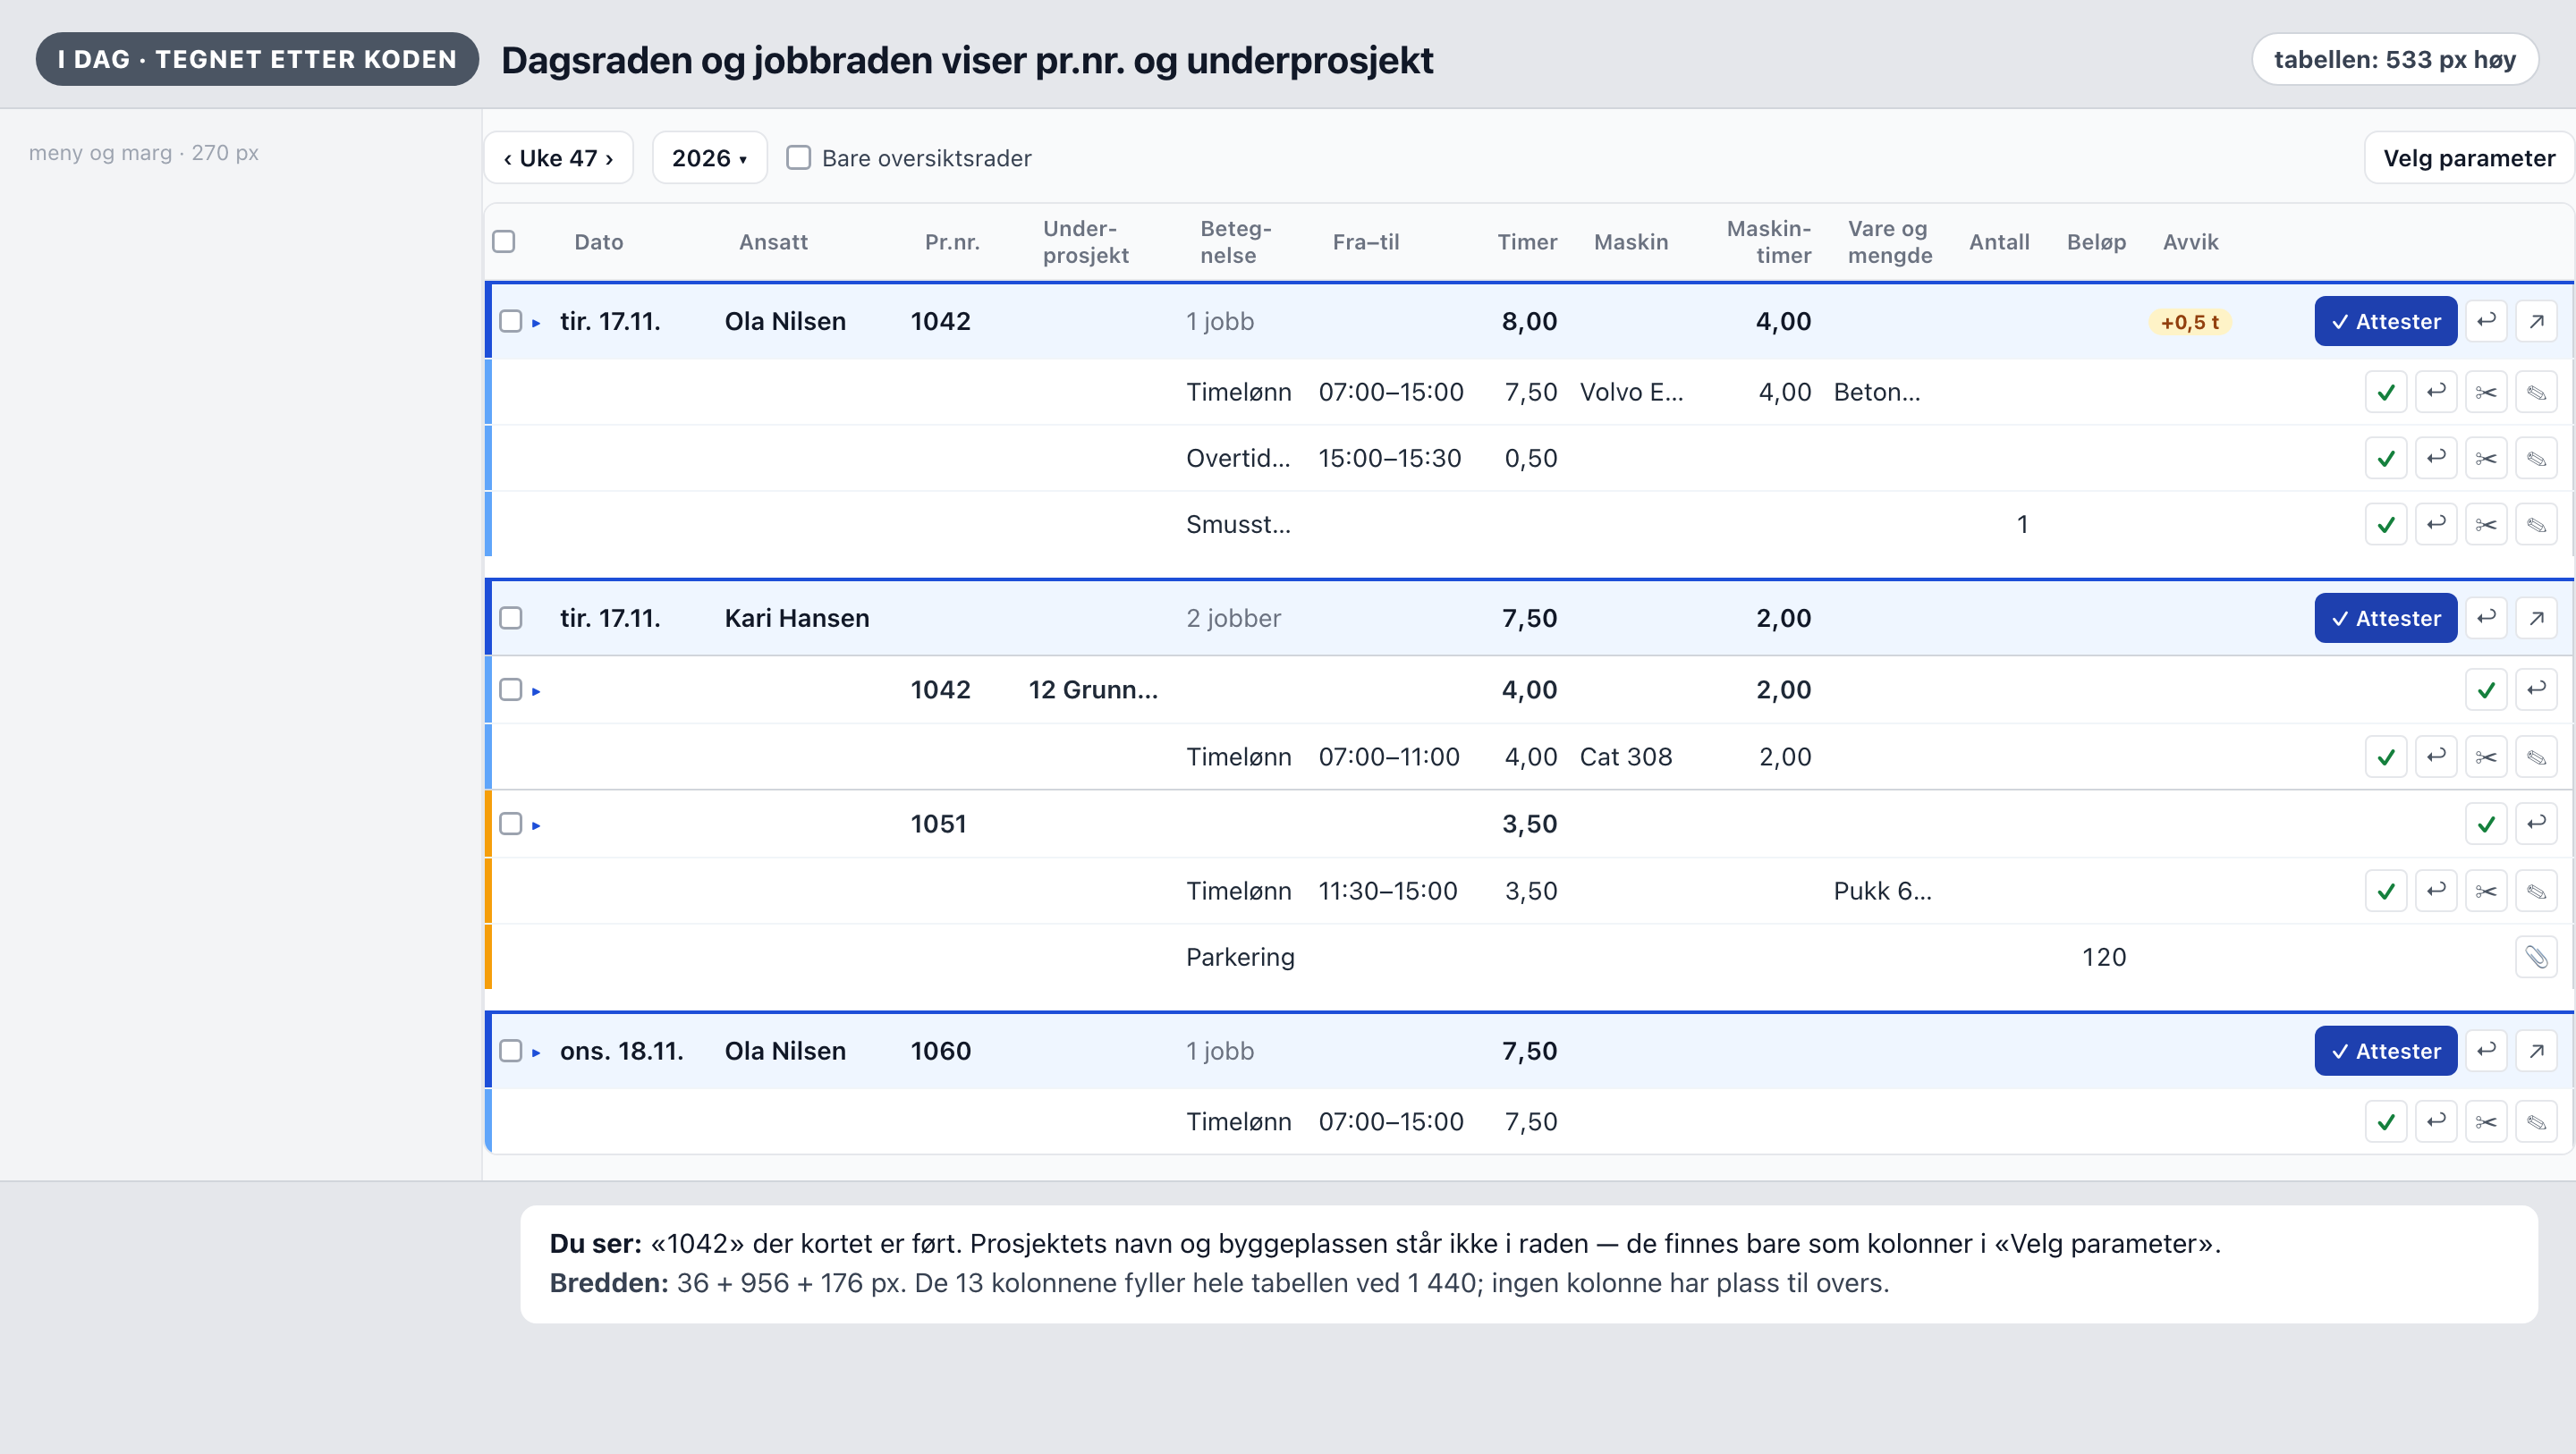 I DAG · TEGNET ETTER KODEN Dagsraden og jobbraden viser pr.nr. og underprosjekt tabellen: 533 px høy
meny og marg · 270 px
‹ Uke 47 › 2026 ▾ Bare oversiktsrader Velg parameter
Dato Ansatt Pr.nr. Under-prosjekt Beteg-nelse Fra–til Timer Maskin Maskin-timer Vare og mengde Antall Beløp Avvik
▸ tir. 17.11. Ola Nilsen 1042 1 jobb 8,00 4,00 +0,5 t ✓ Attester ↩ ↗
Timelønn 07:00–15:00 7,50 Volvo E… 4,00 Beton… ✓ ↩ ✂ ✎
Overtid… 15:00–15:30 0,50 ✓ ↩ ✂ ✎
Smusst… 1 ✓ ↩ ✂ ✎
tir. 17.11. Kari Hansen 2 jobber 7,50 2,00 ✓ Attester ↩ ↗
▸ 1042 12 Grunn… 4,00 2,00 ✓ ↩
Timelønn 07:00–11:00 4,00 Cat 308 2,00 ✓ ↩ ✂ ✎
▸ 1051 3,50 ✓ ↩
Timelønn 11:30–15:00 3,50 Pukk 6… ✓ ↩ ✂ ✎
Parkering 120 📎
▸ ons. 18.11. Ola Nilsen 1060 1 jobb 7,50 ✓ Attester ↩ ↗
Timelønn 07:00–15:00 7,50 ✓ ↩ ✂ ✎
Du ser: «1042» der kortet er ført. Prosjektets navn og byggeplassen står ikke i raden — de finnes bare som kolonner i «Velg parameter».
Bredden: 36 + 956 + 176 px. De 13 kolonnene fyller hele tabellen ved 1 440; ingen kolonne har plass til overs.